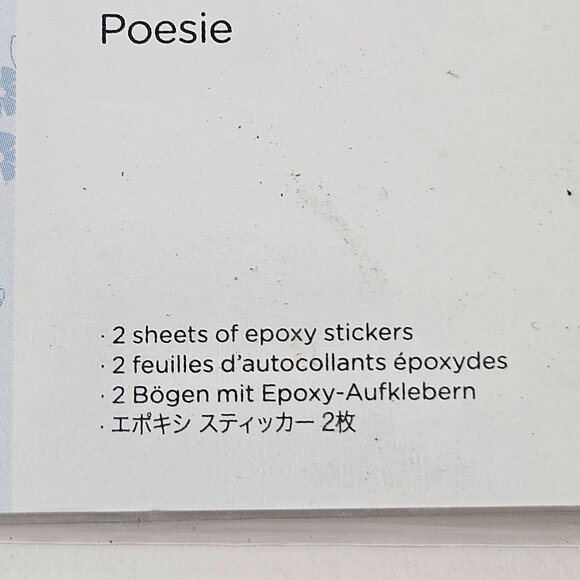 Poesie
· 2 sheets of epoxy stickers
· 2 feuilles d'autocollants époxydes
· 2 Bögen mit Epoxy-Aufklebern
· エポキシ スティッカー 2枚